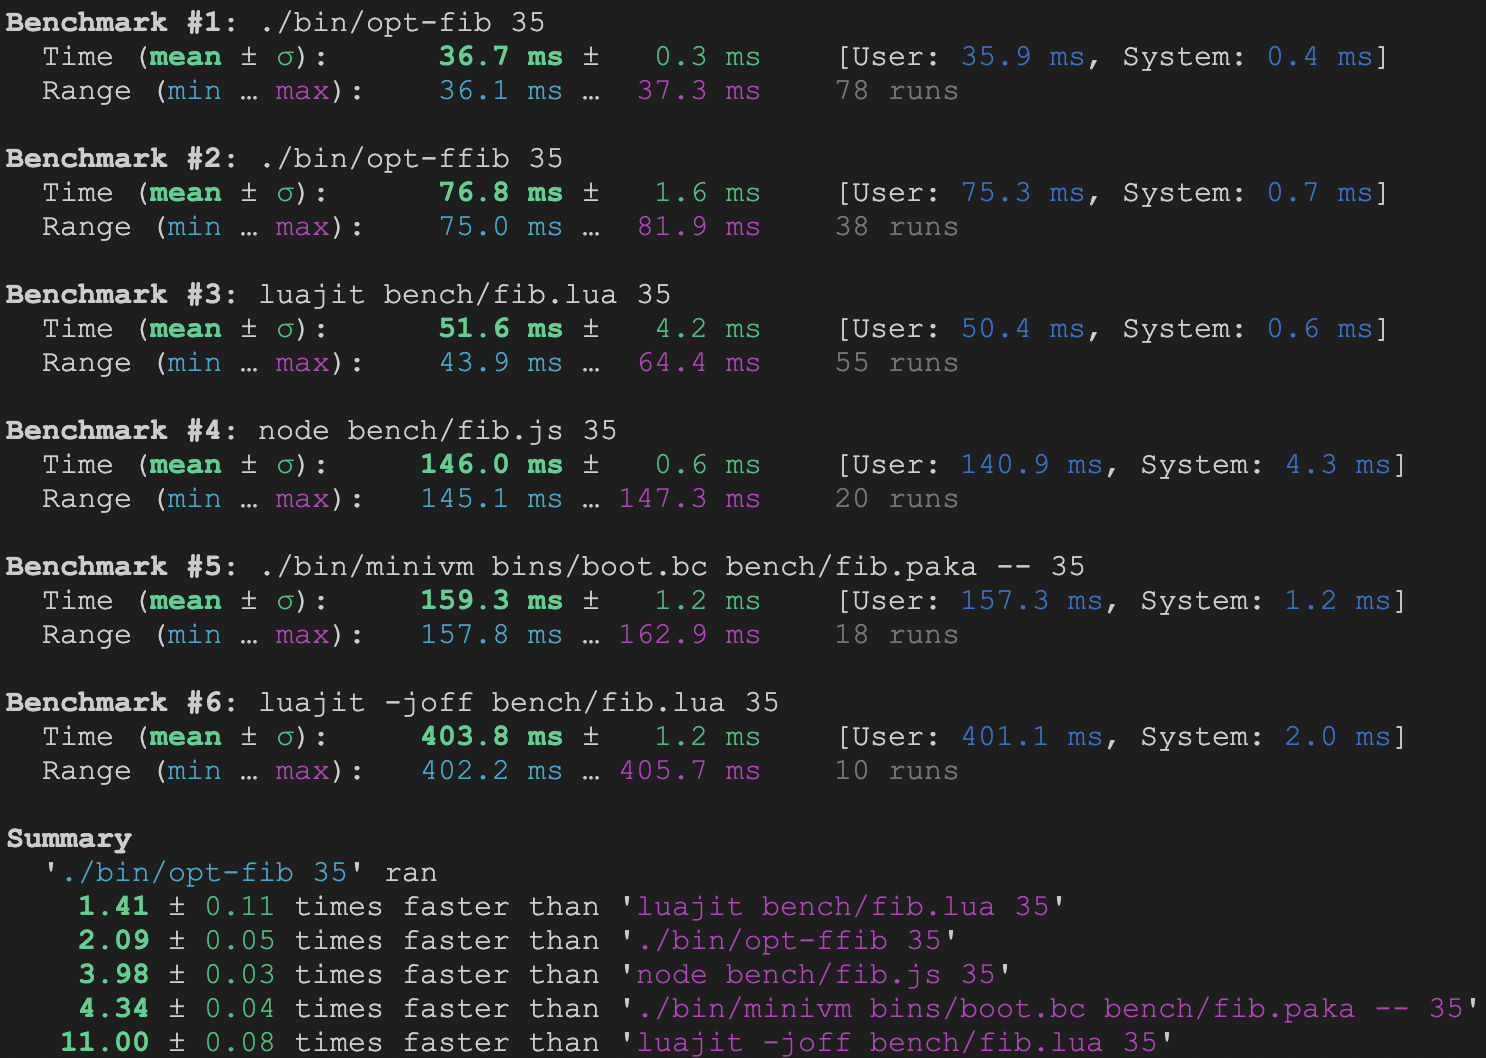 Benchmark #1: ./bin/opt-fib 35
  Time (mean ± σ):      36.7 ms ±   0.3 ms    [User: 35.9 ms, System: 0.4 ms]
  Range (min … max):    36.1 ms …  37.3 ms    78 runs

Benchmark #2: ./bin/opt-ffib 35
  Time (mean ± σ):      76.8 ms ±   1.6 ms    [User: 75.3 ms, System: 0.7 ms]
  Range (min … max):    75.0 ms …  81.9 ms    38 runs

Benchmark #3: luajit bench/fib.lua 35
  Time (mean ± σ):      51.6 ms ±   4.2 ms    [User: 50.4 ms, System: 0.6 ms]
  Range (min … max):    43.9 ms …  64.4 ms    55 runs

Benchmark #4: node bench/fib.js 35
  Time (mean ± σ):     146.0 ms ±   0.6 ms    [User: 140.9 ms, System: 4.3 ms]
  Range (min … max):   145.1 ms … 147.3 ms    20 runs

Benchmark #5: ./bin/minivm bins/boot.bc bench/fib.paka -- 35
  Time (mean ± σ):     159.3 ms ±   1.2 ms    [User: 157.3 ms, System: 1.2 ms]
  Range (min … max):   157.8 ms … 162.9 ms    18 runs

Benchmark #6: luajit -joff bench/fib.lua 35
  Time (mean ± σ):     403.8 ms ±   1.2 ms    [User: 401.1 ms, System: 2.0 ms]
  Range (min … max):   402.2 ms … 405.7 ms    10 runs

Summary
  './bin/opt-fib 35' ran
    1.41 ± 0.11 times faster than 'luajit bench/fib.lua 35'
    2.09 ± 0.05 times faster than './bin/opt-ffib 35'
    3.98 ± 0.03 times faster than 'node bench/fib.js 35'
    4.34 ± 0.04 times faster than './bin/minivm bins/boot.bc bench/fib.paka -- 35'
   11.00 ± 0.08 times faster than 'luajit -joff bench/fib.lua 35'